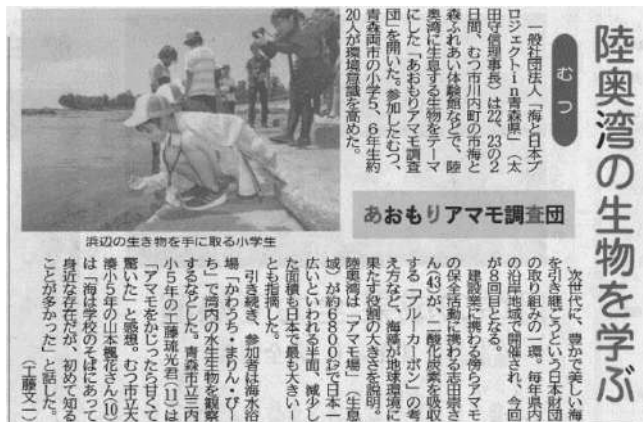 陸奥湾の生物を学ぶ
むつ
一般社団法人「海と日本プ
ロジェクトin青森県」(太
田守信理事長)は22、23の2
日間、むつ市川内町の市海と
森ふれあい体験館などで、陸
奥湾に生息する生物をテーマ
にした「あおもりアマモ調査
団」を開いた。参加したむつ、
青森両市の小学5、6年生約
20人が環境意識を高めた。
浜辺の生き物を手に取る小学生
あおもりアマモ調査団
次世代に、豊かで美しい海
を引き継ごうという日本財団
の取り組みの一環。毎年県内
の沿岸地域で開催され、今回
が8回目となる。
建設業に携わる傍らアマモ
の保全活動に携わる志田崇さ
ん(43)が、二酸化炭素を吸収
する「ブルーカーボン」の考
え方など、海藻が地球環境に
果たす役割の大きさを説明。
陸奥湾は「アマモ場」(生息
域)が約6800㌶で日本一
広いといわれる半面、減少し
た面積も日本で最も大きい―
とも指摘した。
引き続き、参加者は海水浴
場「かわうち・まりん・びー
ち」で湾内の水生生物を観察
するなどした。青森市立三内
小5年の工藤琉光君(11)は
「アマモをかじったら甘くて
驚いた」と感想。むつ市立大
湊小5年の山本楓花さん(10)
は「海は学校のそばにあって
身近な存在だが、初めて知る
ことが多かった」と話した。
(工藤文一)